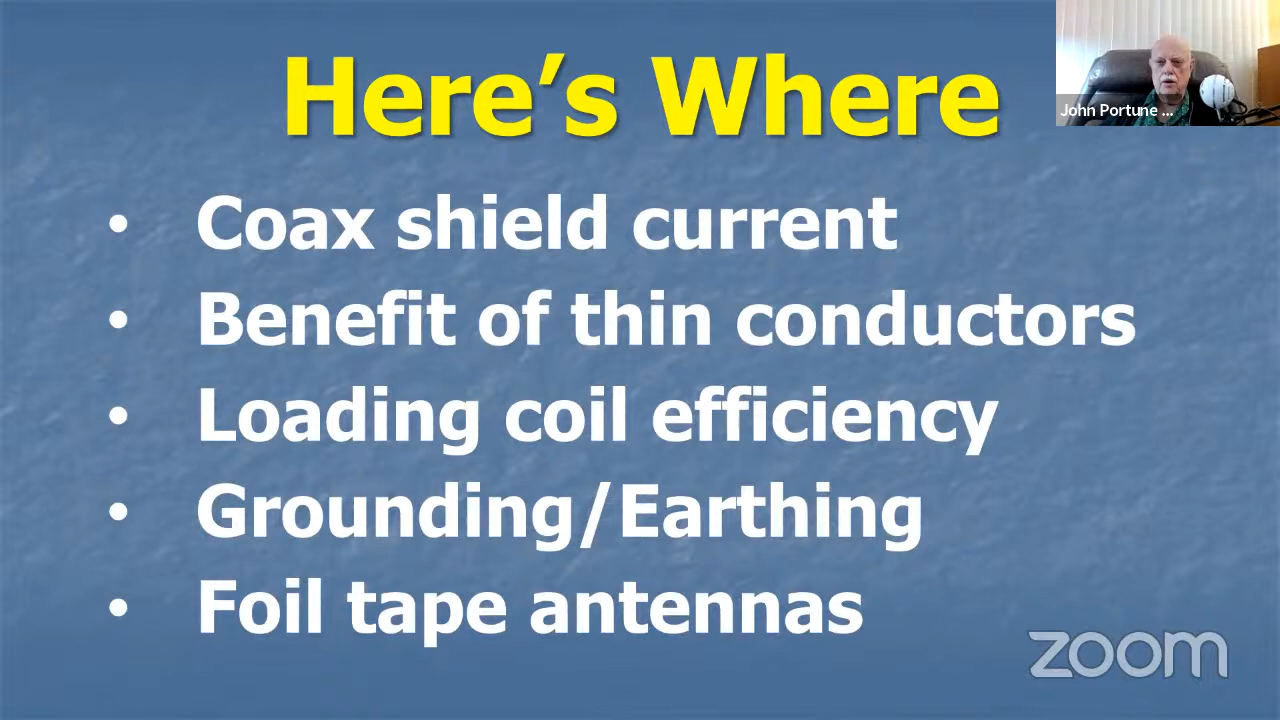 Here’s Where
John Portune ...
• Coax shield current
• Benefit of thin conductors
• Loading coil efficiency
• Grounding/Earthing
• Foil tape antennas
zoom